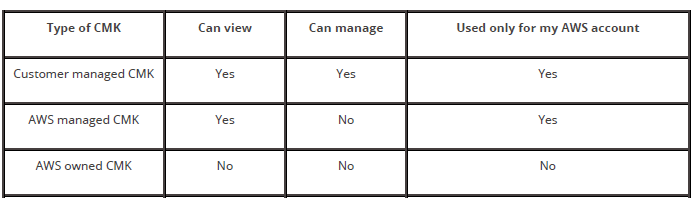 Type of CMK Can view Can manage Used only for my AWS account
Customer managed CMK Yes Yes Yes
AWS managed CMK Yes No Yes
AWS owned CMK No No No